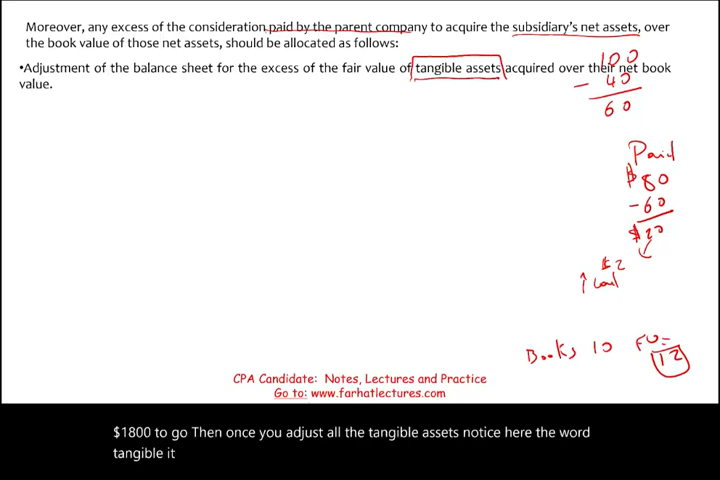 Moreover, any excess of the consideration paid by the parent company to acquire the subsidiary's net assets, over
the book value of those net assets, should be allocated as follows:
•Adjustment of the balance sheet for the excess of the fair value of tangible assets acquired over their net book
value.
100
- 40
60
Paid
$80
-60
$20
$2
↑ Land
Books 10 FV=
12
CPA Candidate: Notes, Lectures and Practice
Go to: www.farhatlectures.com
$1800 to go Then once you adjust all the tangible assets notice here the word
tangible it